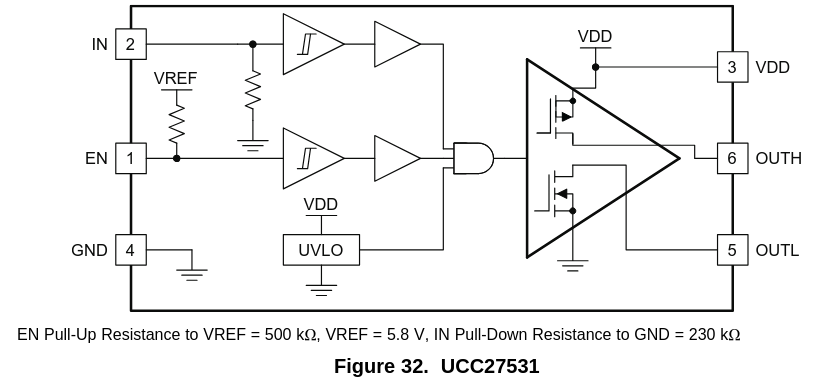 IN 2
VREF
EN 1
GND 4
VDD
UVLO
VDD
3 VDD
6 OUTH
5 OUTL
EN Pull-Up Resistance to VREF = 500 kΩ, VREF = 5.8 V, IN Pull-Down Resistance to GND = 230 kΩ
Figure 32. UCC27531